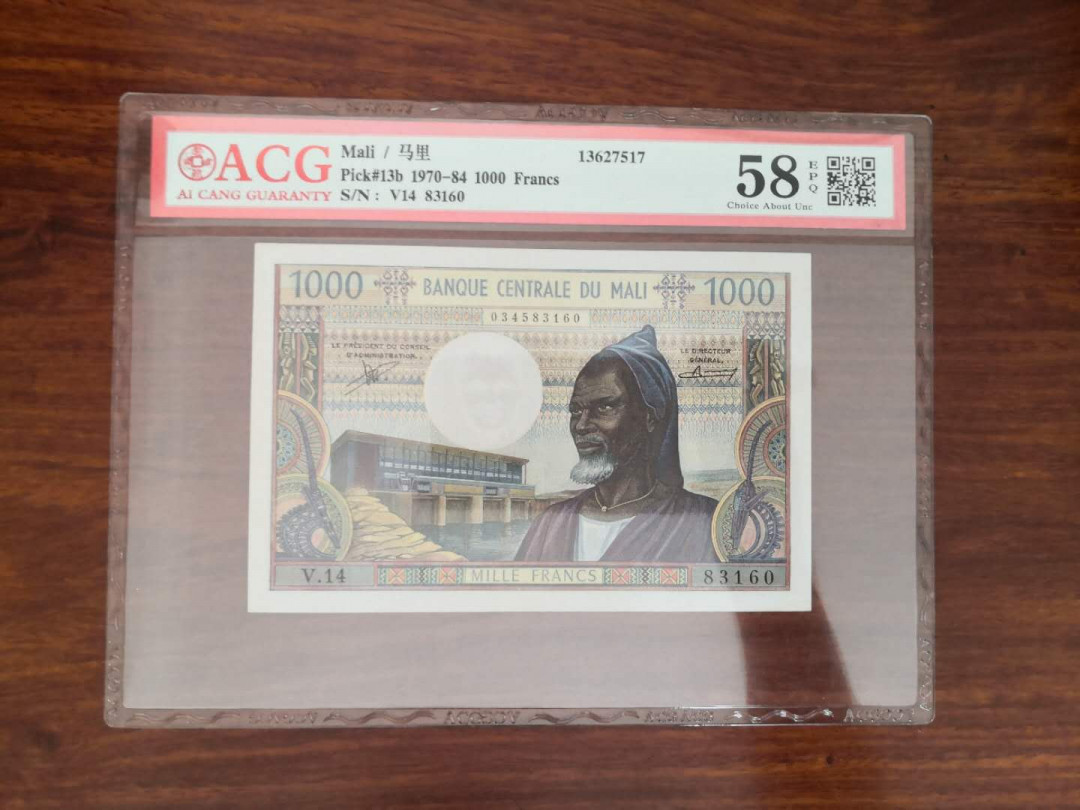 ACG
AI CANG GUARANTY
Mali / 马里
13627517
Pick#13b 1970-84 1000 Francs
S/N : V14 83160
58
EPQ
Choice About Unc
1000 BANQUE CENTRALE DU MALI 1000
034583160
LE PRÉSIDENT DU CONSEIL
D'ADMINISTRATION,
LE DIRECTEUR
GÉNÉRAL,
V.14 MILLE FRANCS 83160